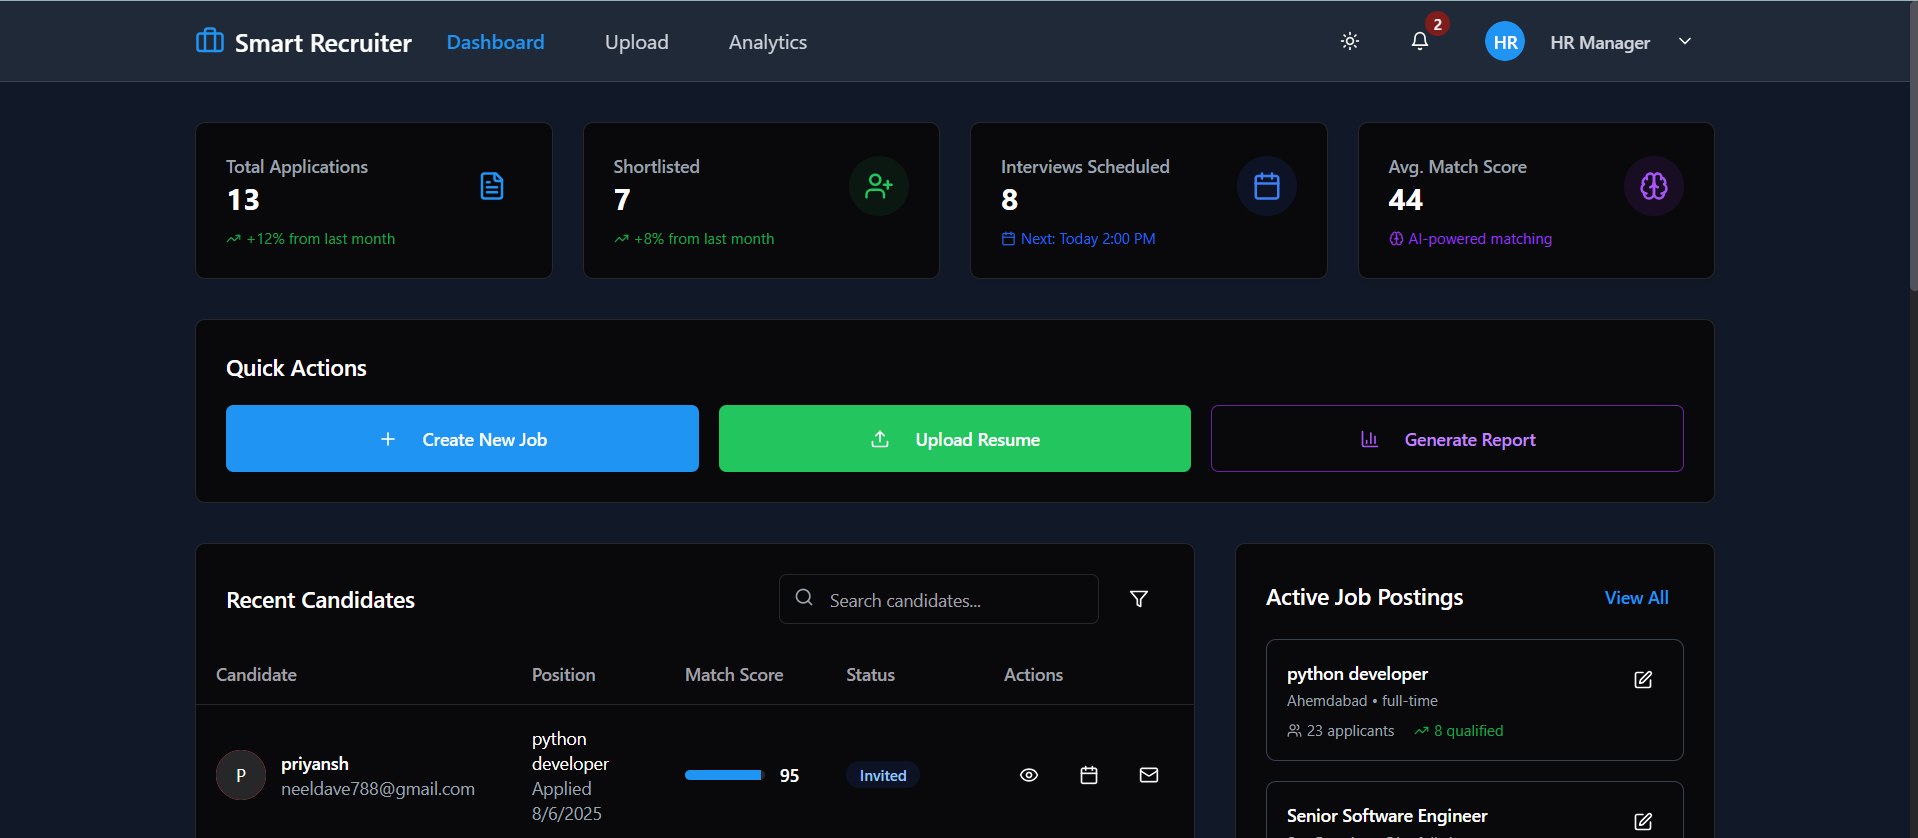 Smart Recruiter
Dashboard
Upload
Analytics
2
HR
HR Manager
Total Applications
13
+12% from last month
Shortlisted
7
+8% from last month
Interviews Scheduled
8
Next: Today 2:00 PM
Avg. Match Score
44
AI-powered matching
Quick Actions
Create New Job
Upload Resume
Generate Report
Recent Candidates
Search candidates...
Candidate
Position
Match Score
Status
Actions
P
priyansh
neeldave788@gmail.com
python
developer
Applied
8/6/2025
95
Invited
Active Job Postings
View All
python developer
Ahemdabad • full-time
23 applicants
8 qualified
Senior Software Engineer